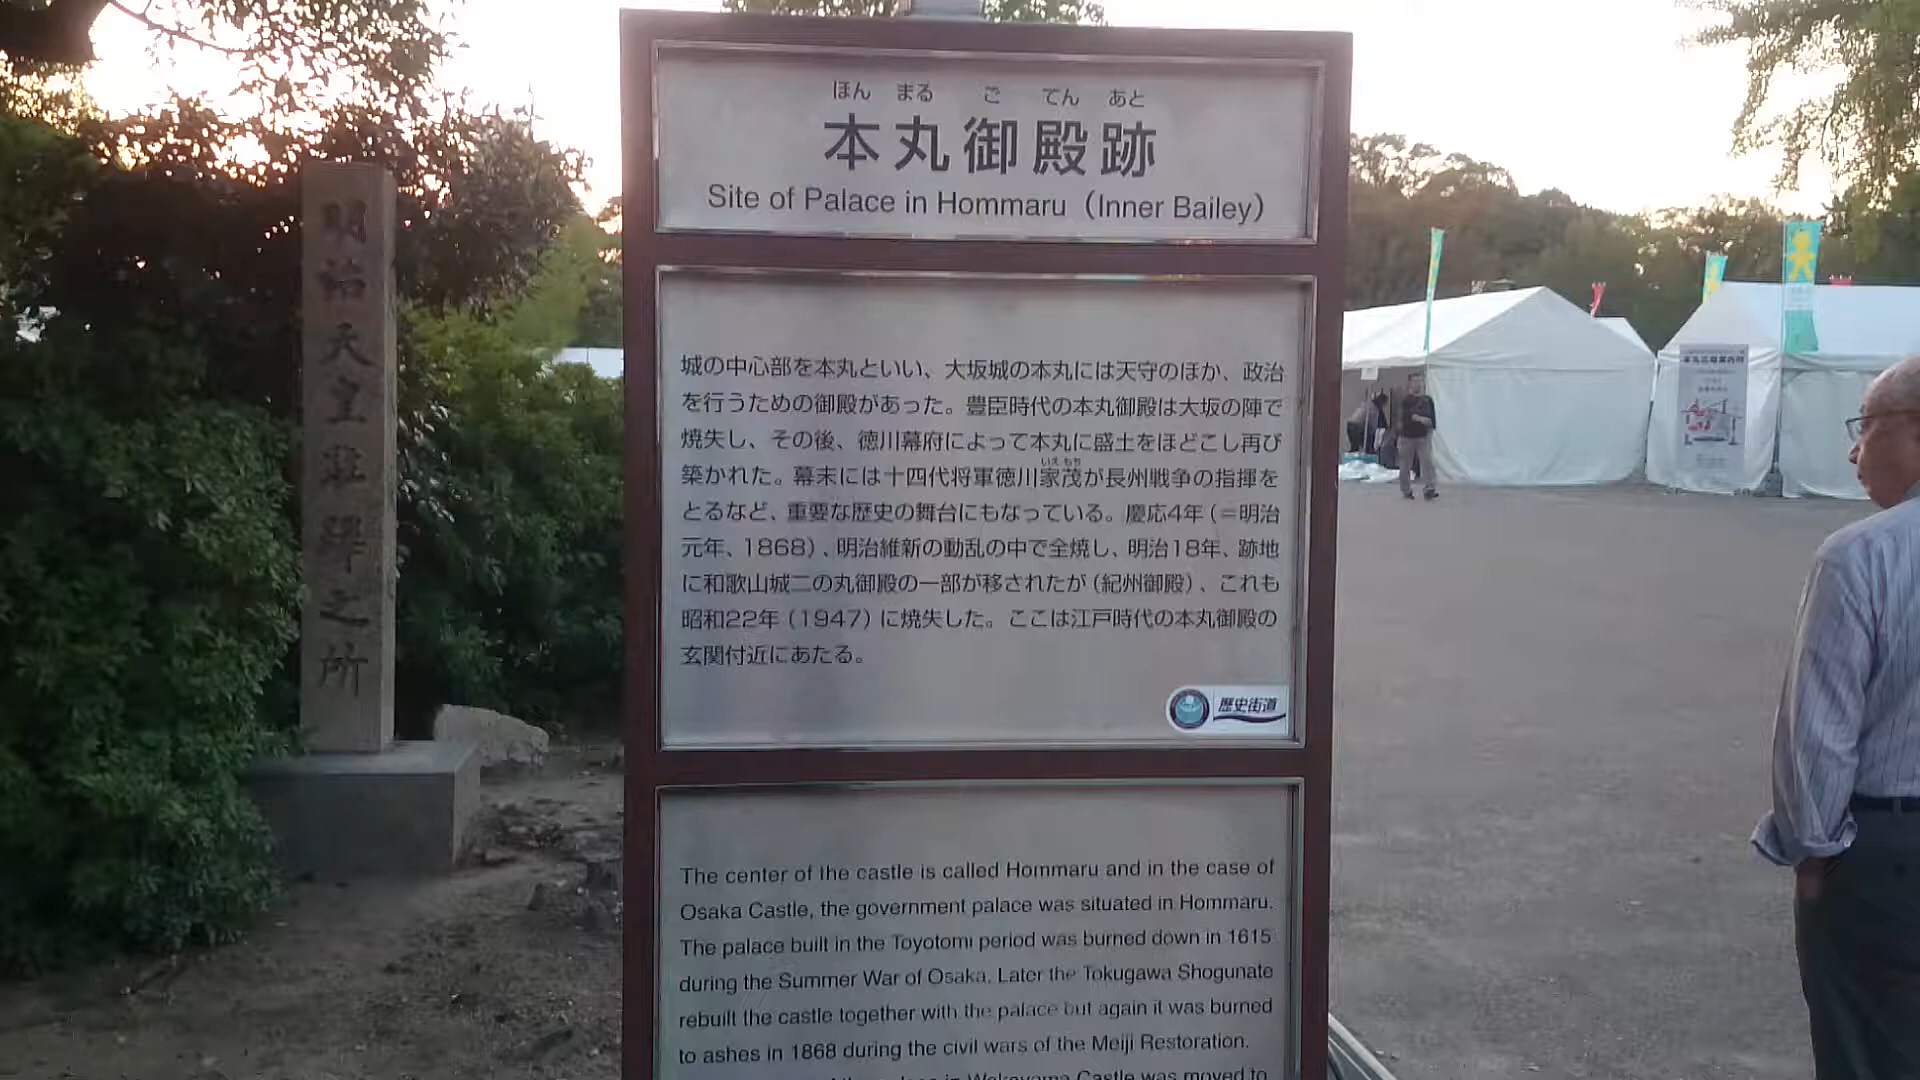 明治天皇駐蹕之所
ほん まる ご てん あと
本丸御殿跡
Site of Palace in Hommaru (Inner Bailey)
城の中心部を本丸といい、大坂城の本丸には天守のほか、政治
を行うための御殿があった。豊臣時代の本丸御殿は大坂の陣で
焼失し、その後、徳川幕府によって本丸に盛土をほどこし再び
築かれた。幕末には十四代将軍徳川家茂が長州戦争の指揮を
いえ もち
とるなど、重要な歴史の舞台にもなっている。慶応4年(=明治
元年、1868)、明治維新の動乱の中で全焼し、明治18年、跡地
に和歌山城二の丸御殿の一部が移されたが(紀州御殿)、これも
昭和22年(1947)に焼失した。ここは江戸時代の本丸御殿の
玄関付近にあたる。
歴史街道
The center of the castle is called Hommaru and in the case of
Osaka Castle, the government palace was situated in Hommaru.
The palace built in the Toyotomi period was burned down in 1615
during the Summer War of Osaka. Later the Tokugawa Shogunate
rebuilt the castle together with the palace but again it was burned
to ashes in 1868 during the civil wars of the Meiji Restoration.
in Wakayama Castle was moved to